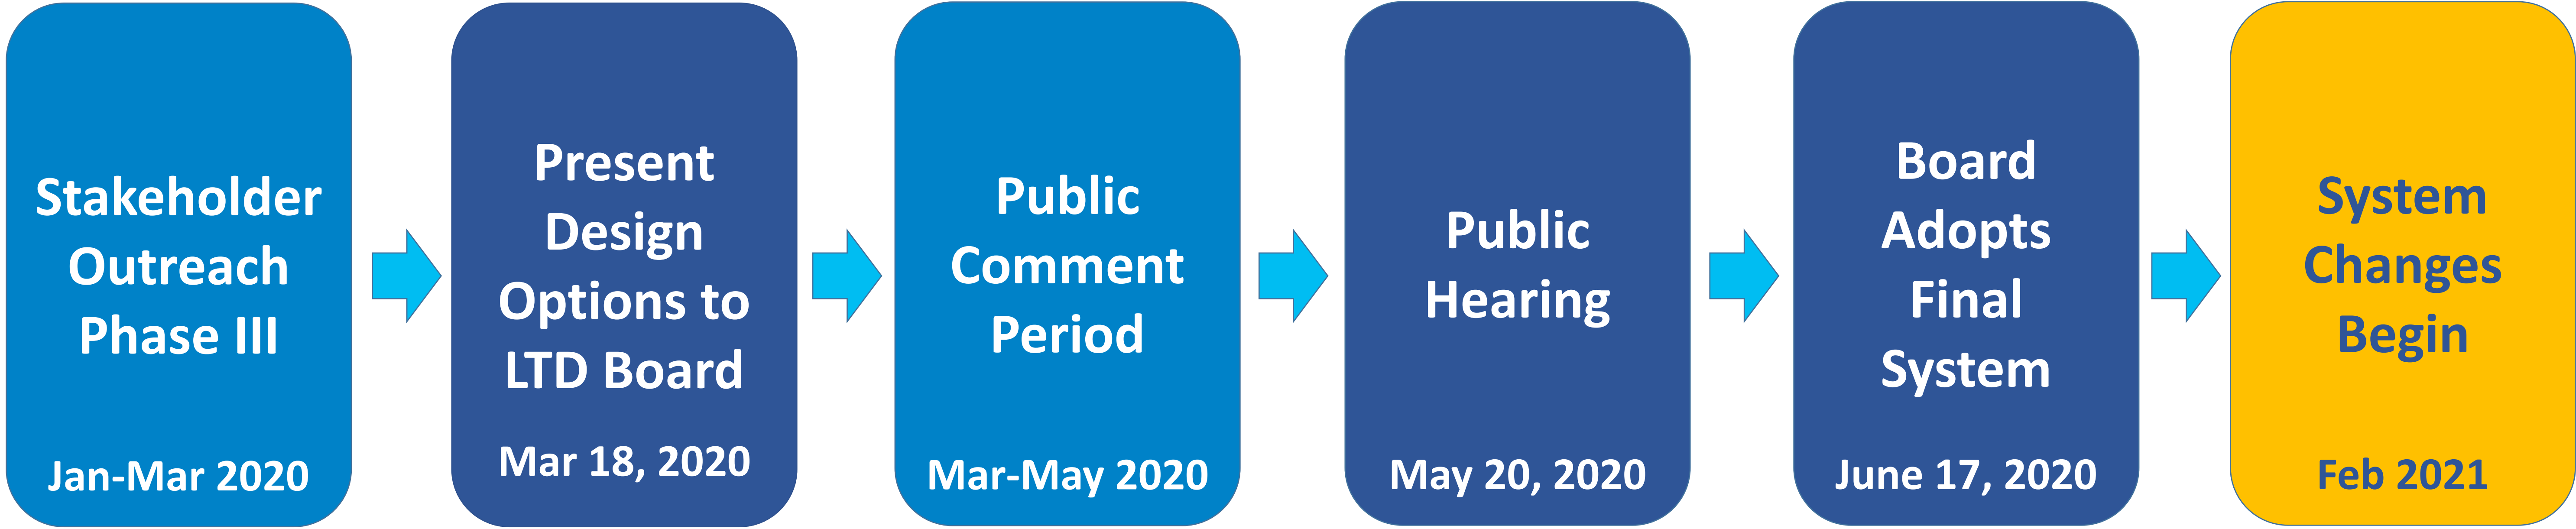 Stakeholder
Outreach
Phase III
Jan-Mar 2020
Present
Design
Options to
LTD Board
Mar 18, 2020
Public
Comment
Period
Mar-May 2020
Public
Hearing
May 20, 2020
Board
Adopts
Final
System
June 17, 2020
System
Changes
Begin
Feb 2021